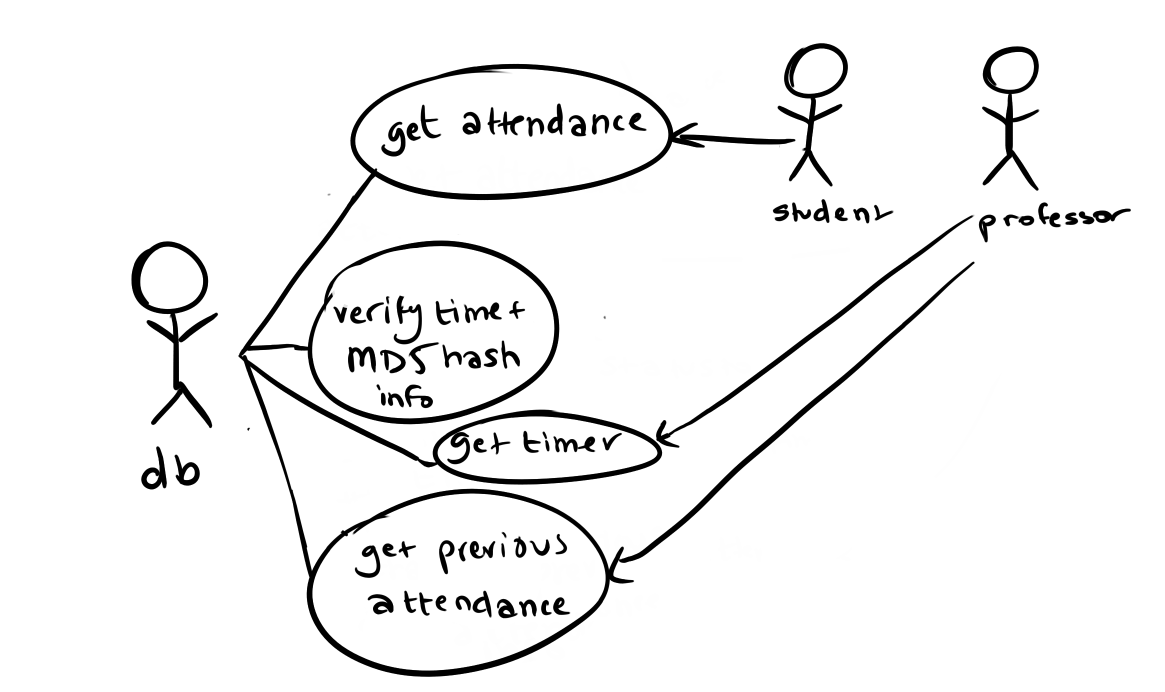 get attendance
student
professor
verify time +
MD5 hash
info
db
get timer
get previous
attendance